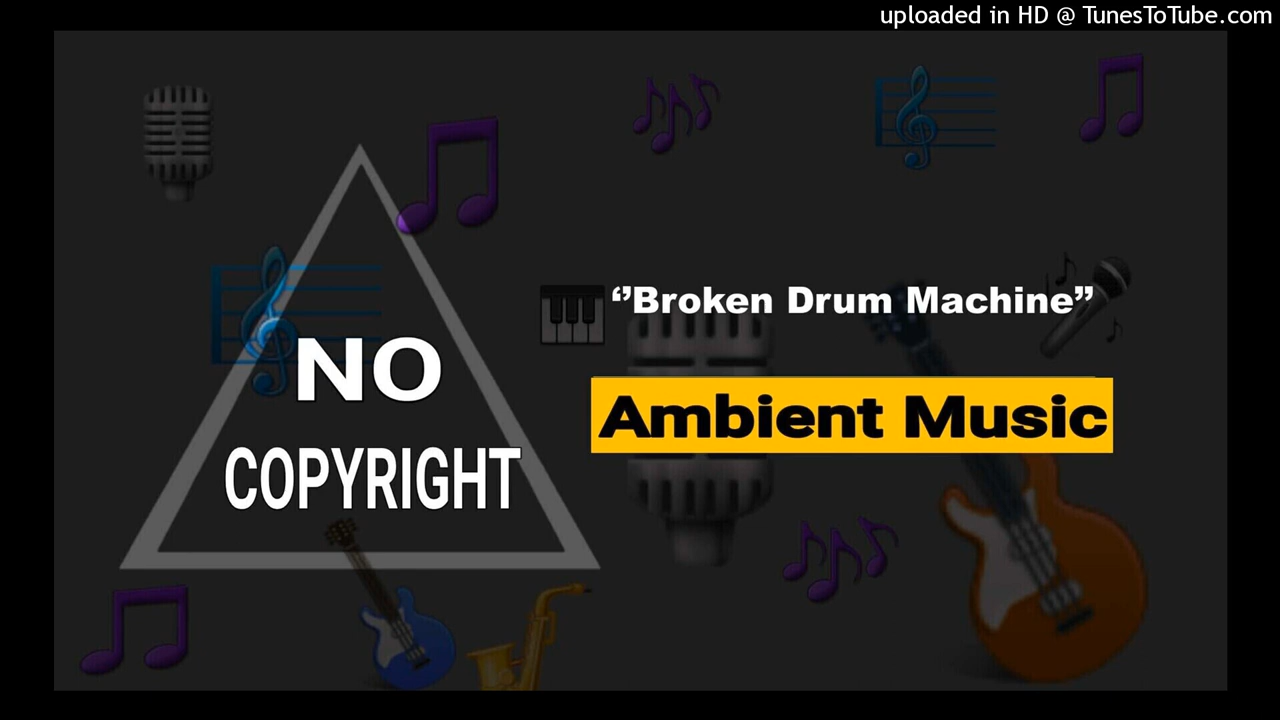 uploaded in HD @ TunesToTube.com
‘’Broken Drum Machine”
NO
Ambient Music
COPYRIGHT